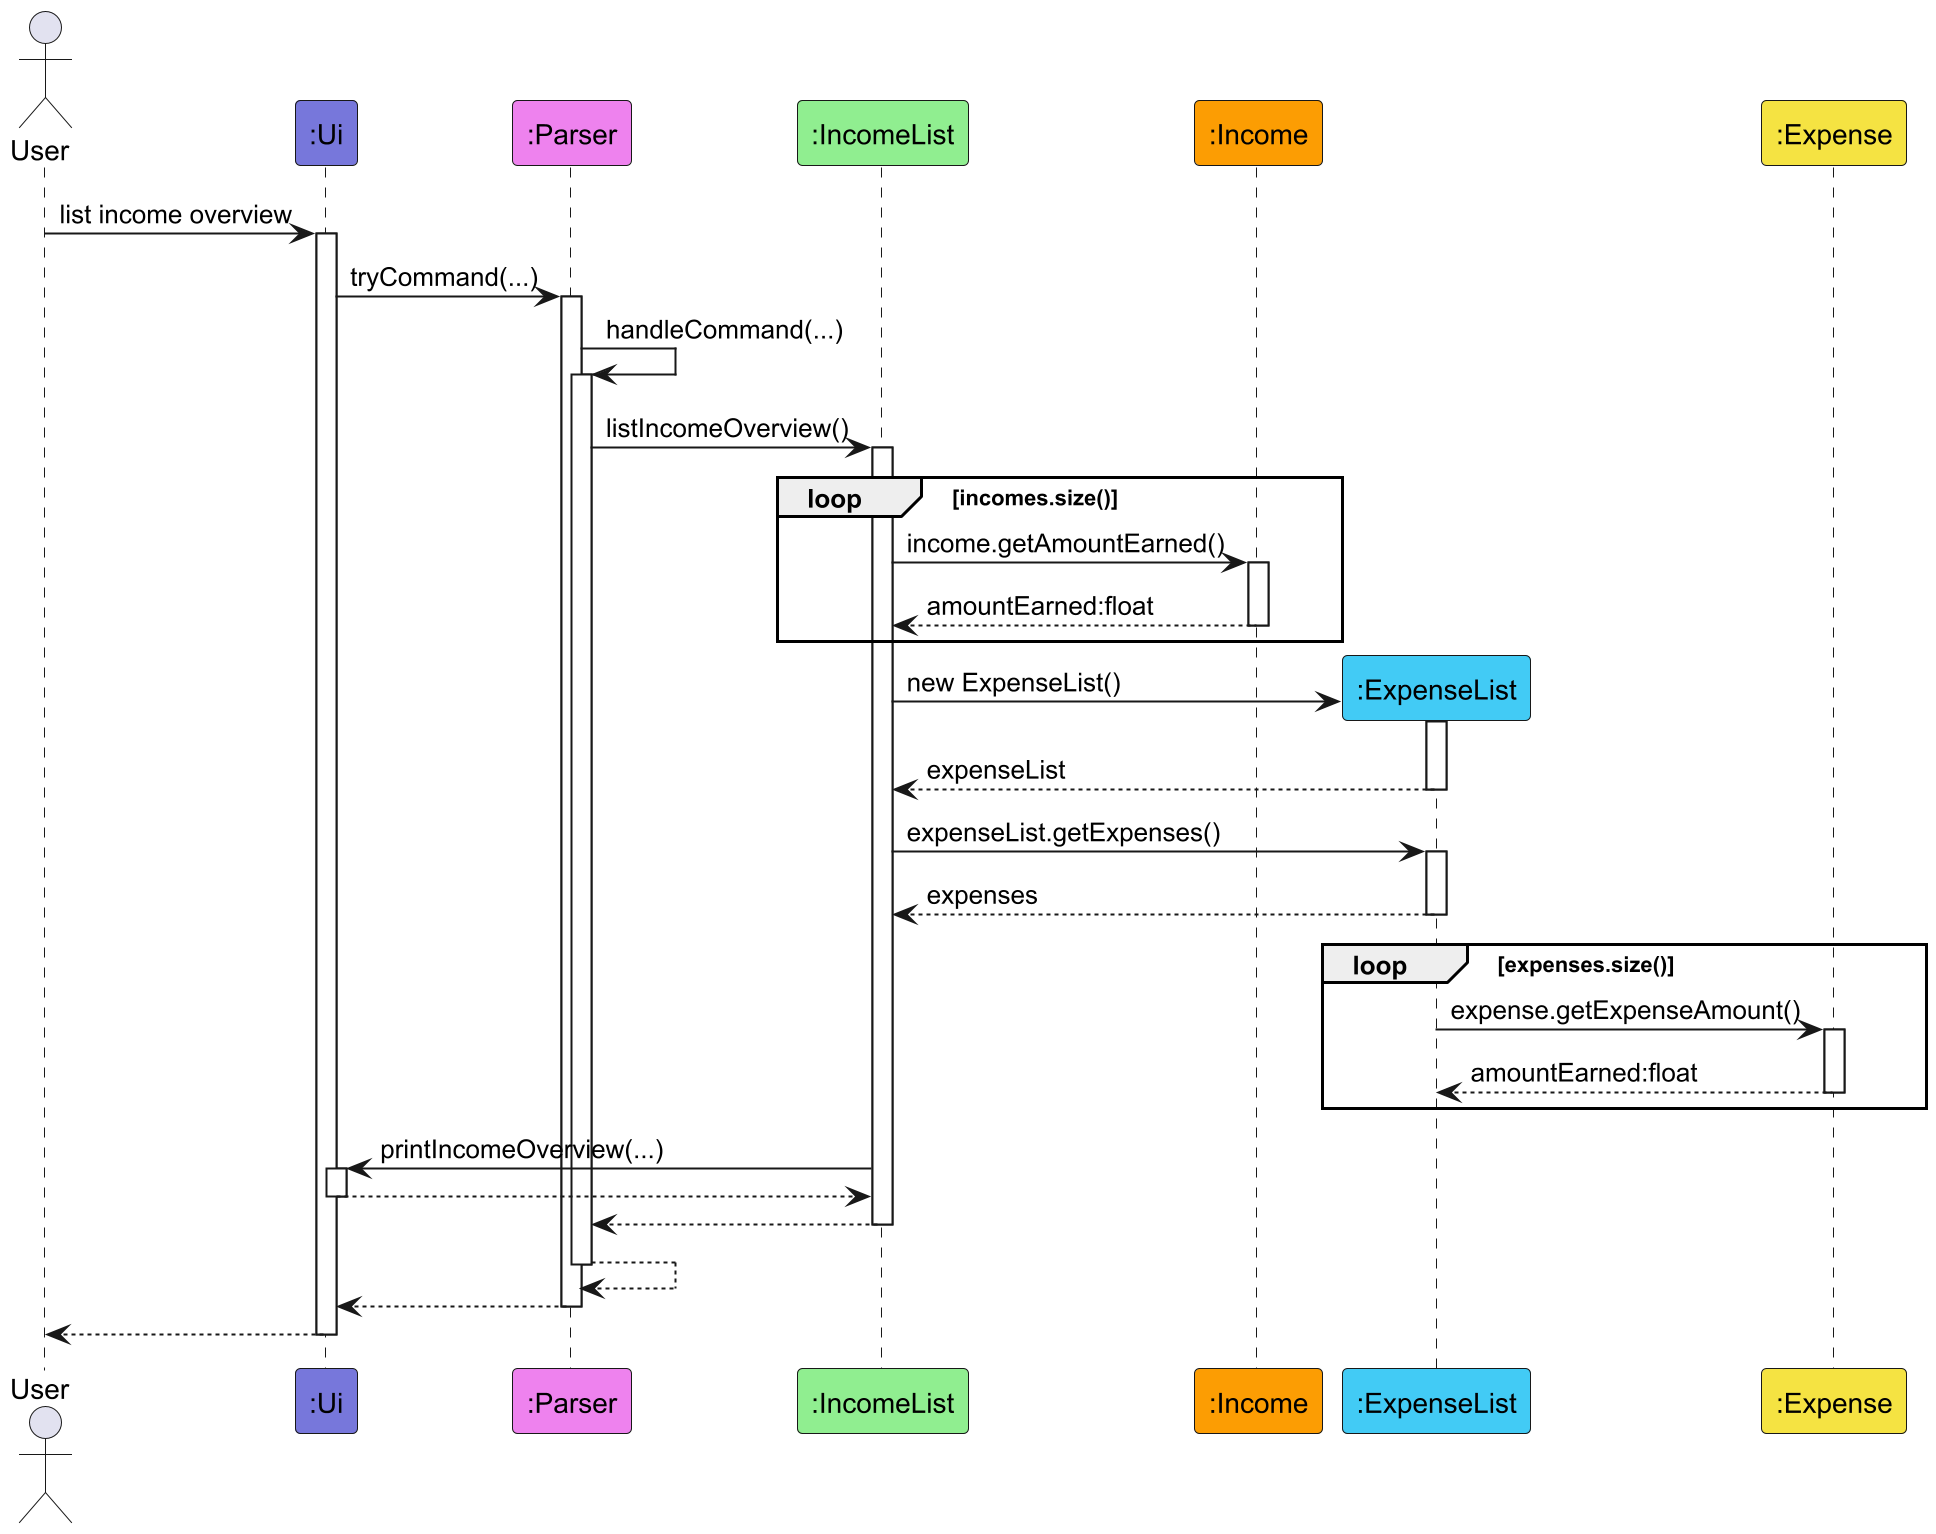 User
:Ui
:Parser
:IncomeList
:Income
:Expense
list income overview
tryCommand(...)
handleCommand(...)
listIncomeOverview()
loop
[incomes.size()]
income.getAmountEarned()
amountEarned:float
new ExpenseList()
:ExpenseList
expenseList
expenseList.getExpenses()
expenses
loop
[expenses.size()]
expense.getExpenseAmount()
amountEarned:float
printIncomeOverview(...)
User
:Ui
:Parser
:IncomeList
:Income
:ExpenseList
:Expense